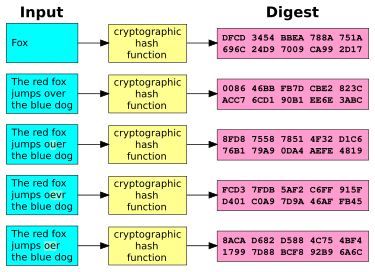 Input
Digest
Fox
cryptographic
hash
function
DFCD 3454 BBEA 788A 751A
696C 24D9 7009 CA99 2D17
The red fox
jumps over
the blue dog
cryptographic
hash
function
0086 46BB FB7D CBE2 823C
ACC7 6CD1 90B1 EE6E 3ABC
The red fox
jumps ouer
the blue dog
cryptographic
hash
function
8FD8 7558 7851 4F32 D1C6
76B1 79A9 0DA4 AEFE 4819
The red fox
jumps oevr
the blue dog
cryptographic
hash
function
FCD3 7FDB 5AF2 C6FF 915F
D401 C0A9 7D9A 46AF FB45
The red fox
jumps oer
the blue dog
cryptographic
hash
function
8ACA D682 D588 4C75 4BF4
1799 7D88 BCF8 92B9 6A6C